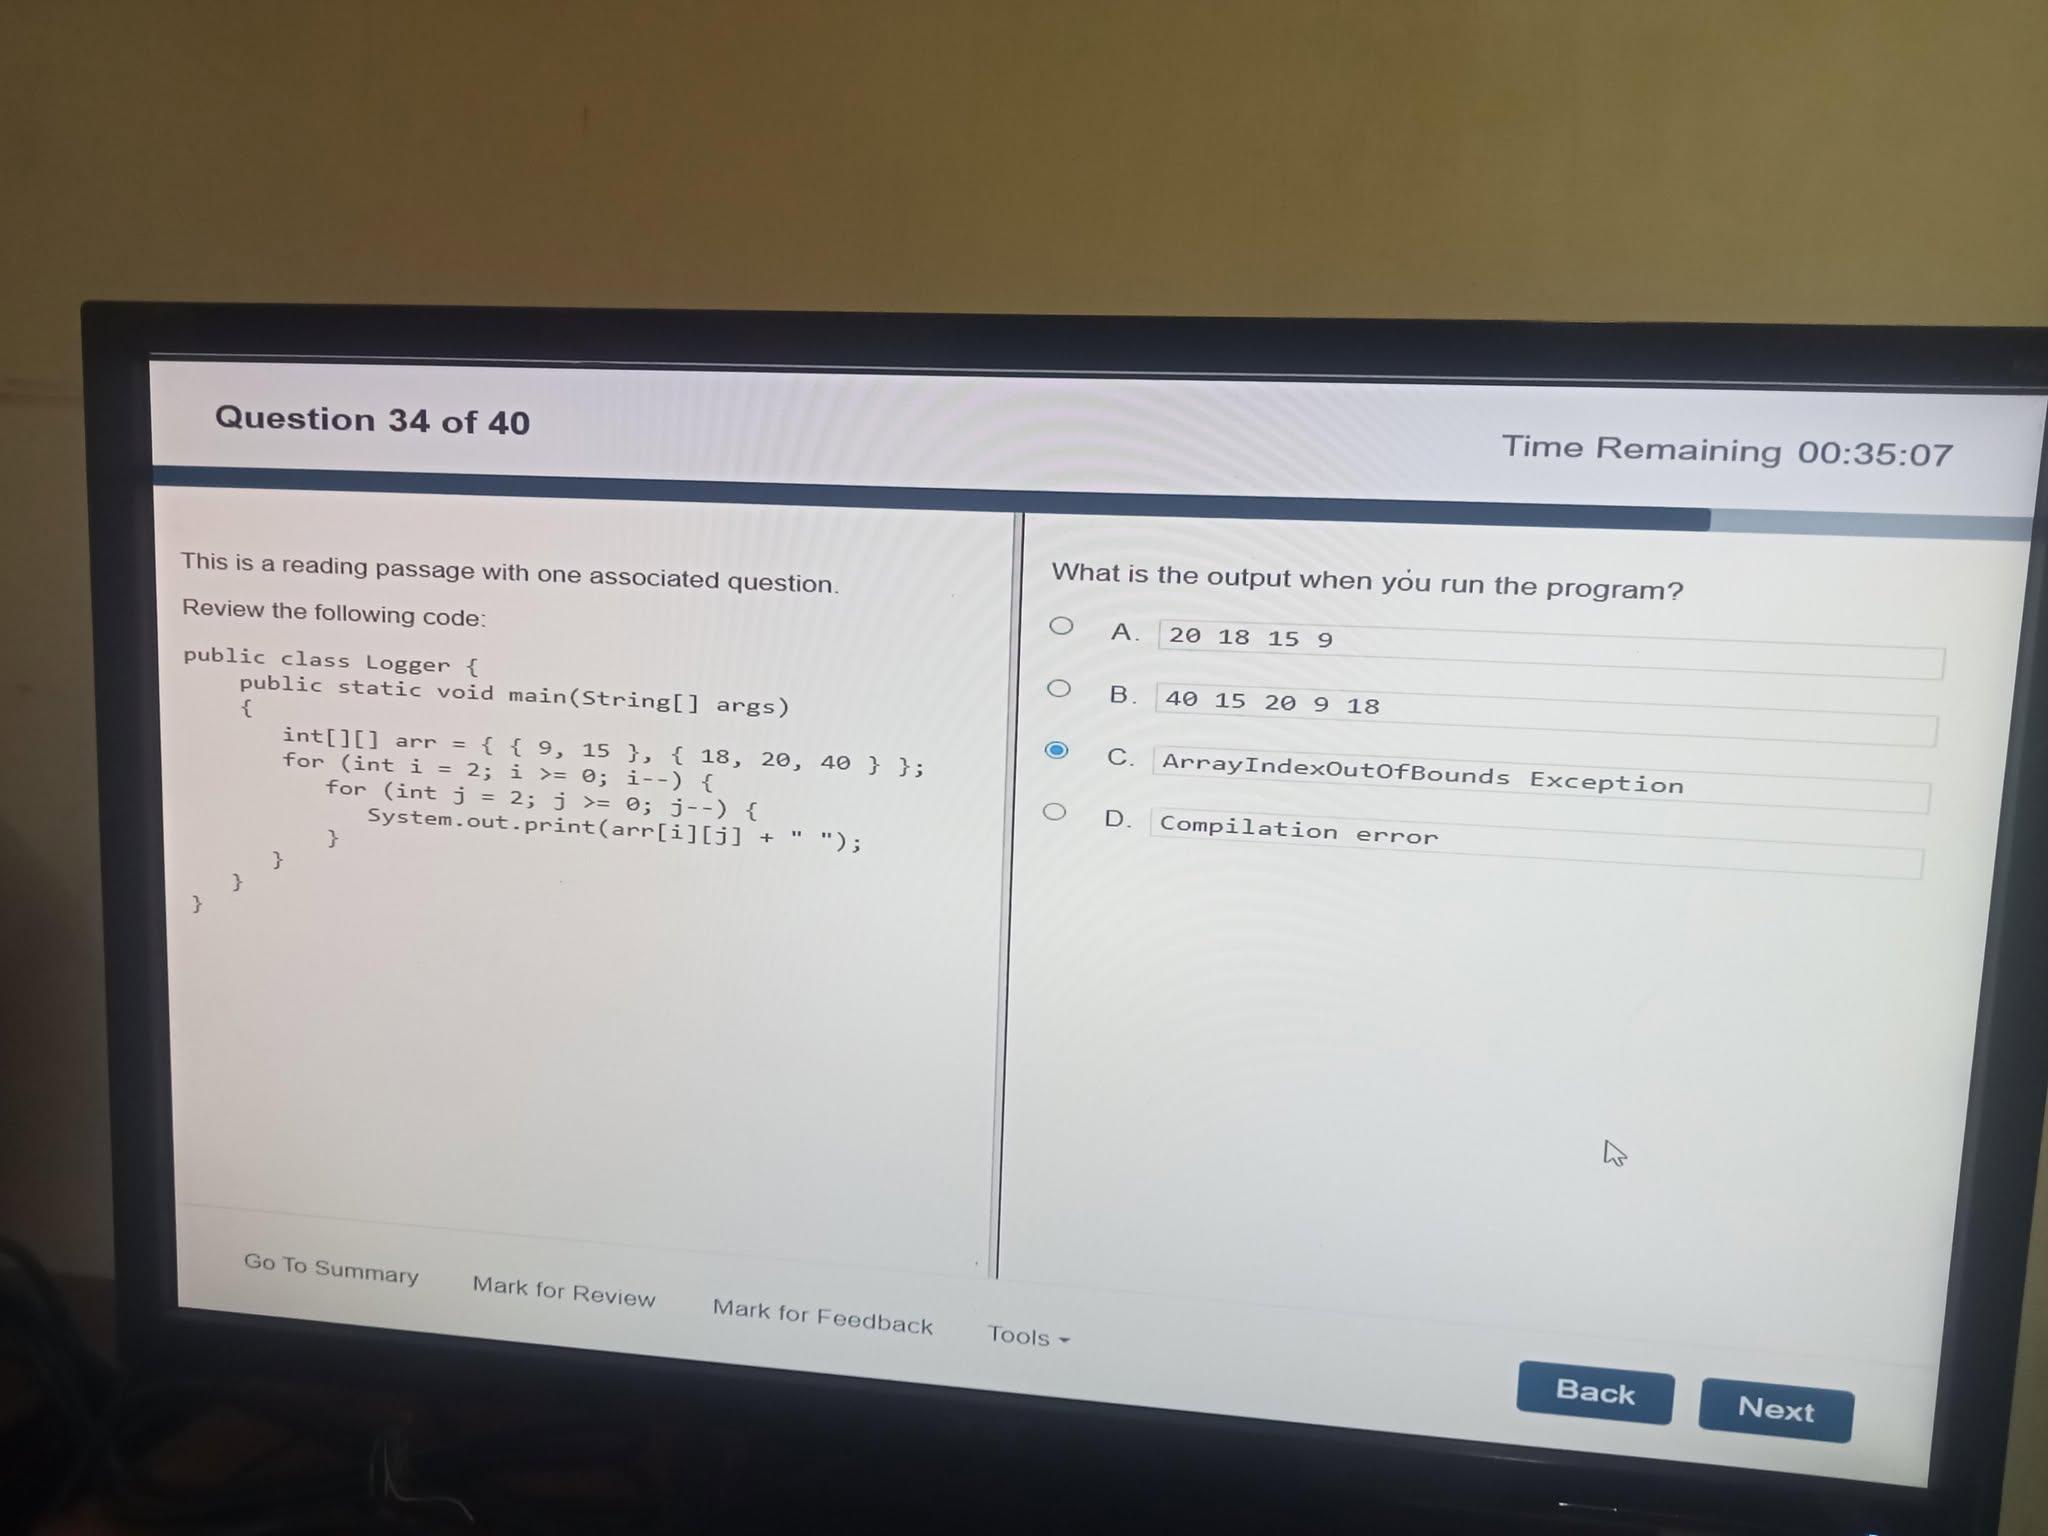 Question 34 of 40
Time Remaining 00:35:07
This is a reading passage with one associated question.
Review the following code:
public class Logger {
    public static void main(String[] args)
    {
        int[][] arr = { { 9, 15 }, { 18, 20, 40 } };
        for (int i = 2; i >= 0; i--) {
            for (int j = 2; j >= 0; j--) {
                System.out.print(arr[i][j] + " ");
            }
        }
    }
}
What is the output when you run the program?
A. 20 18 15 9
B. 40 15 20 9 18
C. ArrayIndexOutOfBounds Exception
D. Compilation error
Go To Summary
Mark for Review
Mark for Feedback
Tools
Back
Next